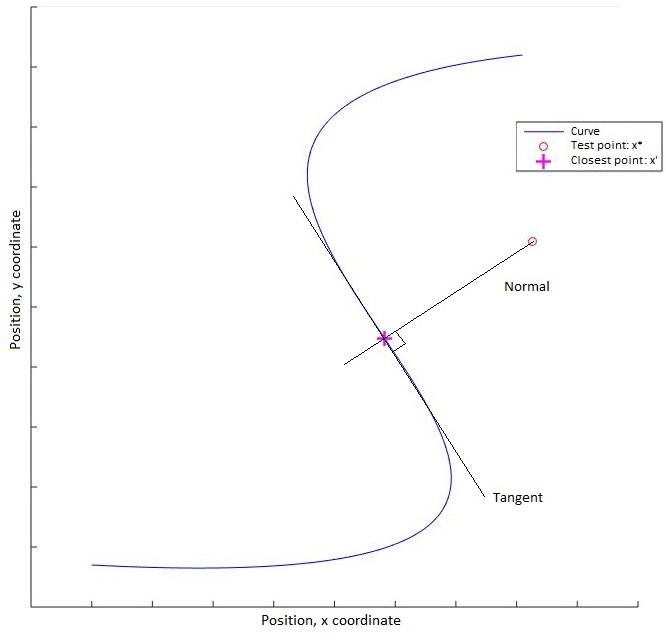 Curve
Test point: x*
Closest point: x'
Normal
Tangent
Position, y coordinate
Position, x coordinate